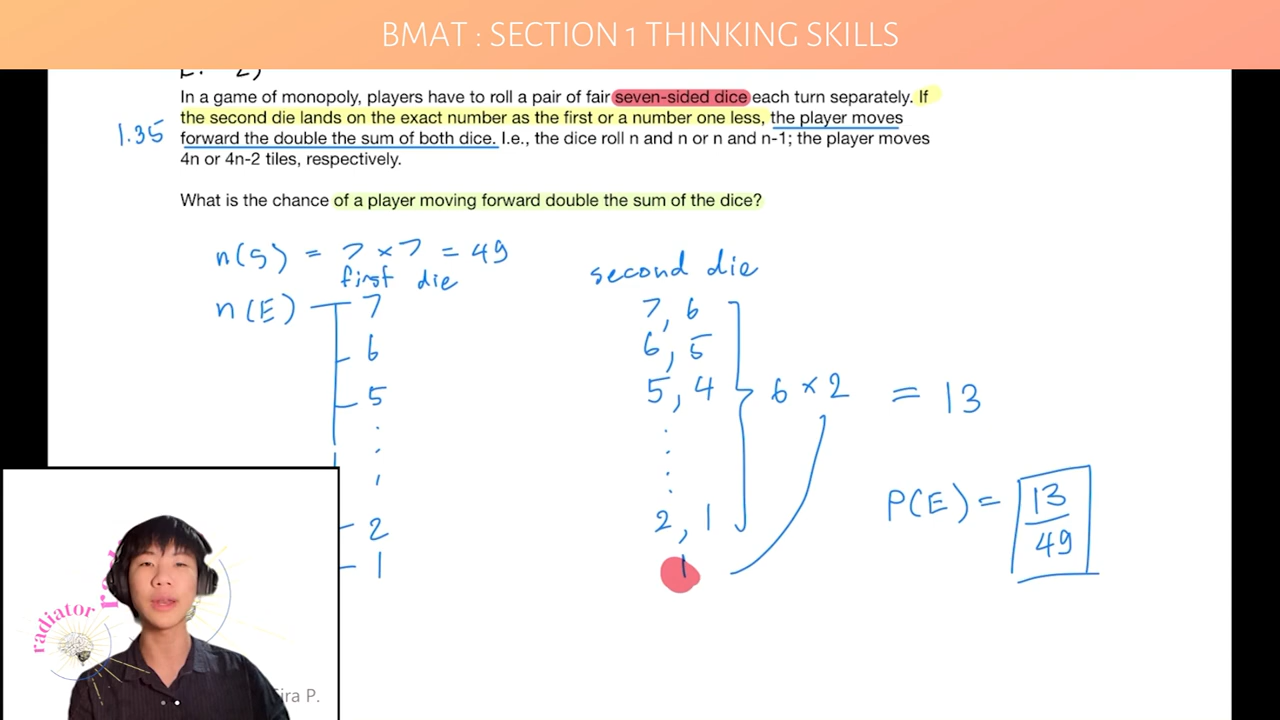 BMAT : SECTION 1 THINKING SKILLS
In a game of monopoly, players have to roll a pair of fair seven-sided dice each turn separately. If
the second die lands on the exact number as the first or a number one less, the player moves
1.35 forward the double the sum of both dice. I.e., the dice roll n and n or n and n-1; the player moves
4n or 4n-2 tiles, respectively.
What is the chance of a player moving forward double the sum of the dice?
n(S) = 7 × 7 = 49
first die
second die
n(E) 7
7, 6
6
6, 5
5
5, 4
6 × 2 = 13
2
2, 1
1
1
P(E) = 13/49
radiator
ira P.